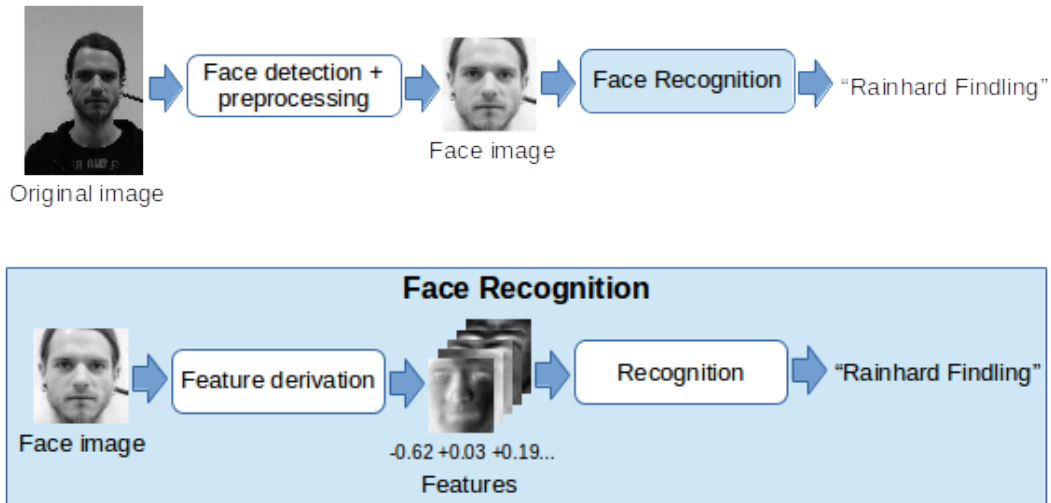 Face detection +
preprocessing
Face Recognition
“Rainhard Findling”
Original image
Face image
Face Recognition
Feature derivation
Recognition
“Rainhard Findling”
Face image
-0.62 +0.03 +0.19...
Features